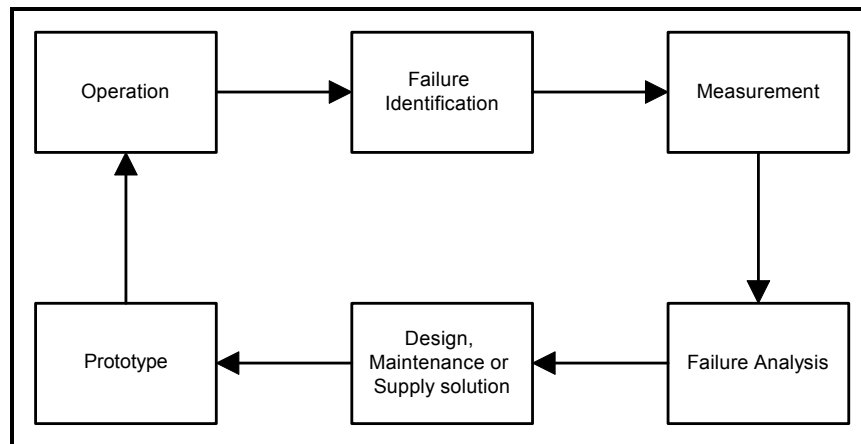 Operation
Failure
Identification
Measurement
Prototype
Design,
Maintenance or
Supply solution
Failure Analysis